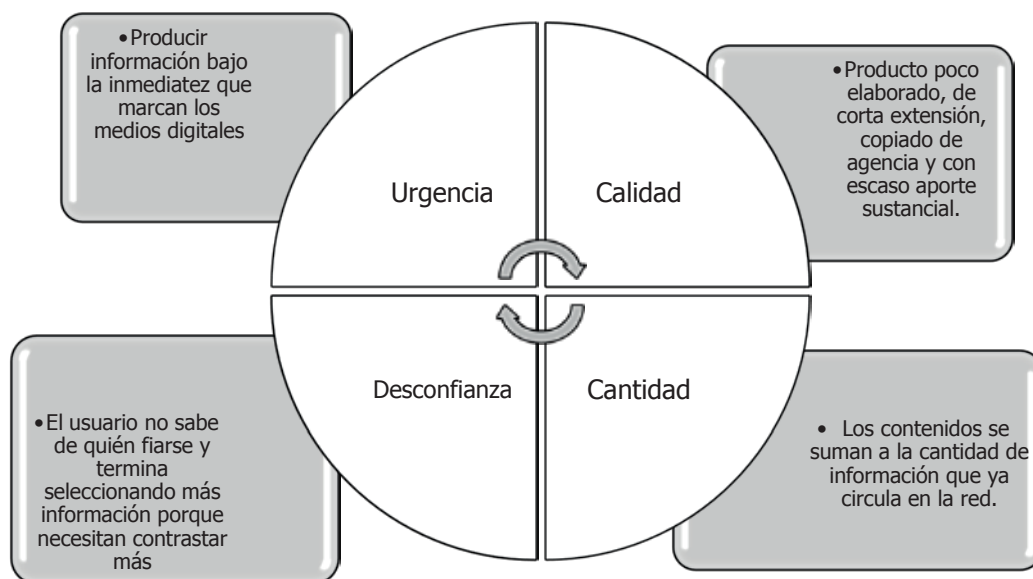 •Producir
información bajo
la inmediatez que
marcan los
medios digitales
•Producto poco
elaborado, de
corta extensión,
copiado de
agencia y con
escaso aporte
sustancial.
Urgencia
Calidad
Desconfianza
Cantidad
•El usuario no sabe
de quién fiarse y
termina
seleccionando más
información porque
necesitan contrastar
más
• Los contenidos se
suman a la cantidad de
información que ya
circula en la red.